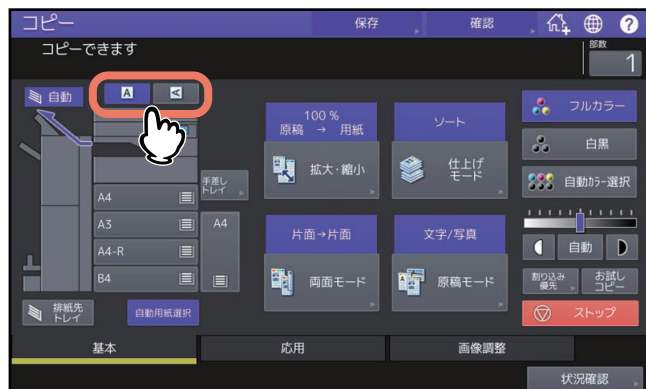 コピー
保存
確認
?
コピーできます
部数
1
自動
A
A
手差し
トレイ
A4
A3
A4-R
B4
A4
排紙先
トレイ
自動用紙選択
100 %
原稿 → 用紙
拡大・縮小
ソート
仕上げ
モード
片面→片面
両面モード
文字/写真
原稿モード
フルカラー
白黒
自動カラー選択
自動
割り込み
優先
お試し
コピー
ストップ
基本
応用
画像調整
状況確認